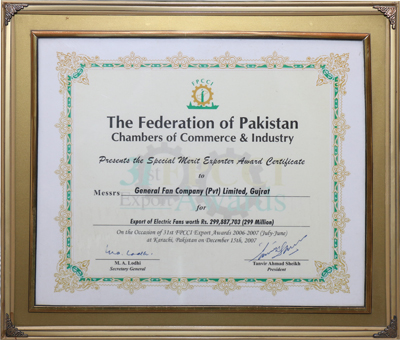 FPCCI
The Federation of Pakistan
Chambers of Commerce & Industry
Presents the Special Merit Exporter Award Certificate
to
Messrs General Fan Company (Pvt) Limited, Gujrat
for
Export of Electric Fans worth Rs. 299,887,703 (299 Million)
On the Occasion of 31st FPCCI Export Awards 2006-2007 (July-June)
at Karachi, Pakistan on December 15th, 2007
M. A. Lodhi
Secretary General
Tanvir Ahmed Sheikh
President